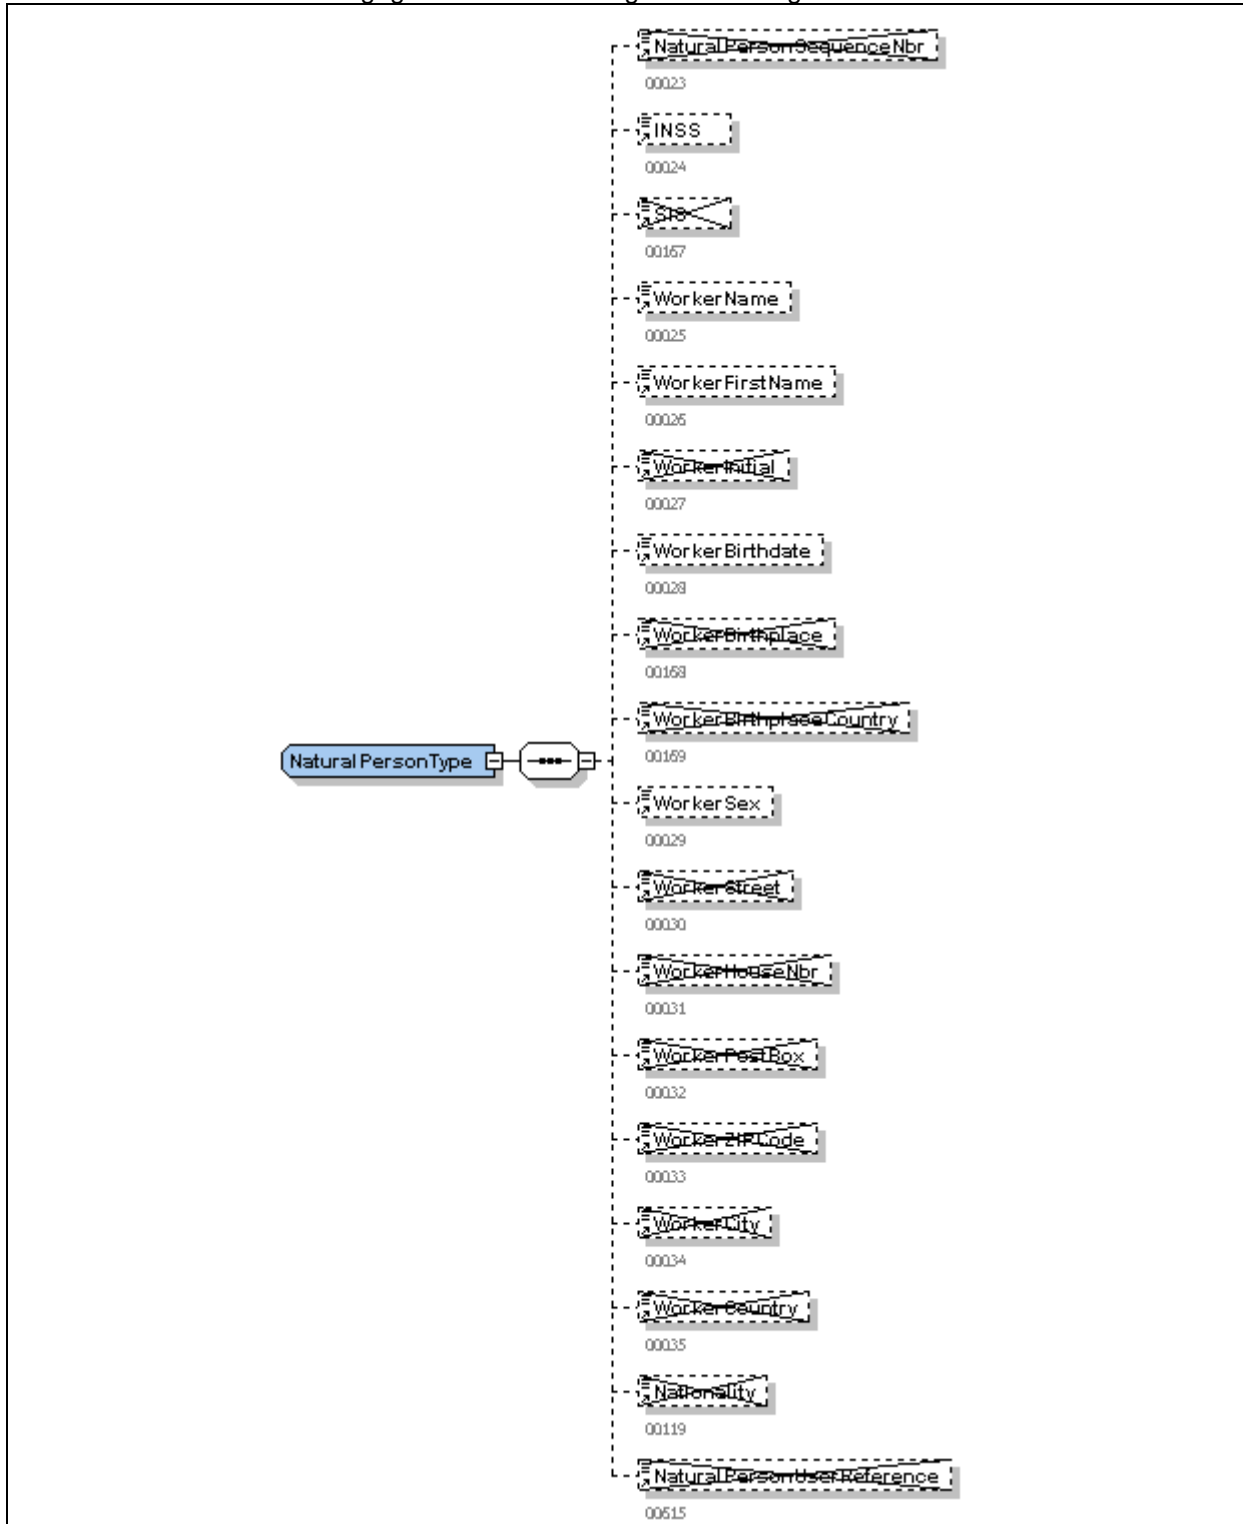 NaturalPersonSequenceNbr
00023
INSS
00024
SIS
00167
WorkerName
00025
WorkerFirstName
00026
WorkerInitial
00027
WorkerBirthdate
00028
WorkerBirthplace
00168
WorkerBirthplaceCountry
00169
NaturalPersonType
WorkerSex
00029
WorkerStreet
00030
WorkerHouseNbr
00031
WorkerPostBox
00032
WorkerZIPCode
00033
WorkerCity
00034
WorkerCountry
00035
Nationality
00119
NaturalPersonUserReference
00615